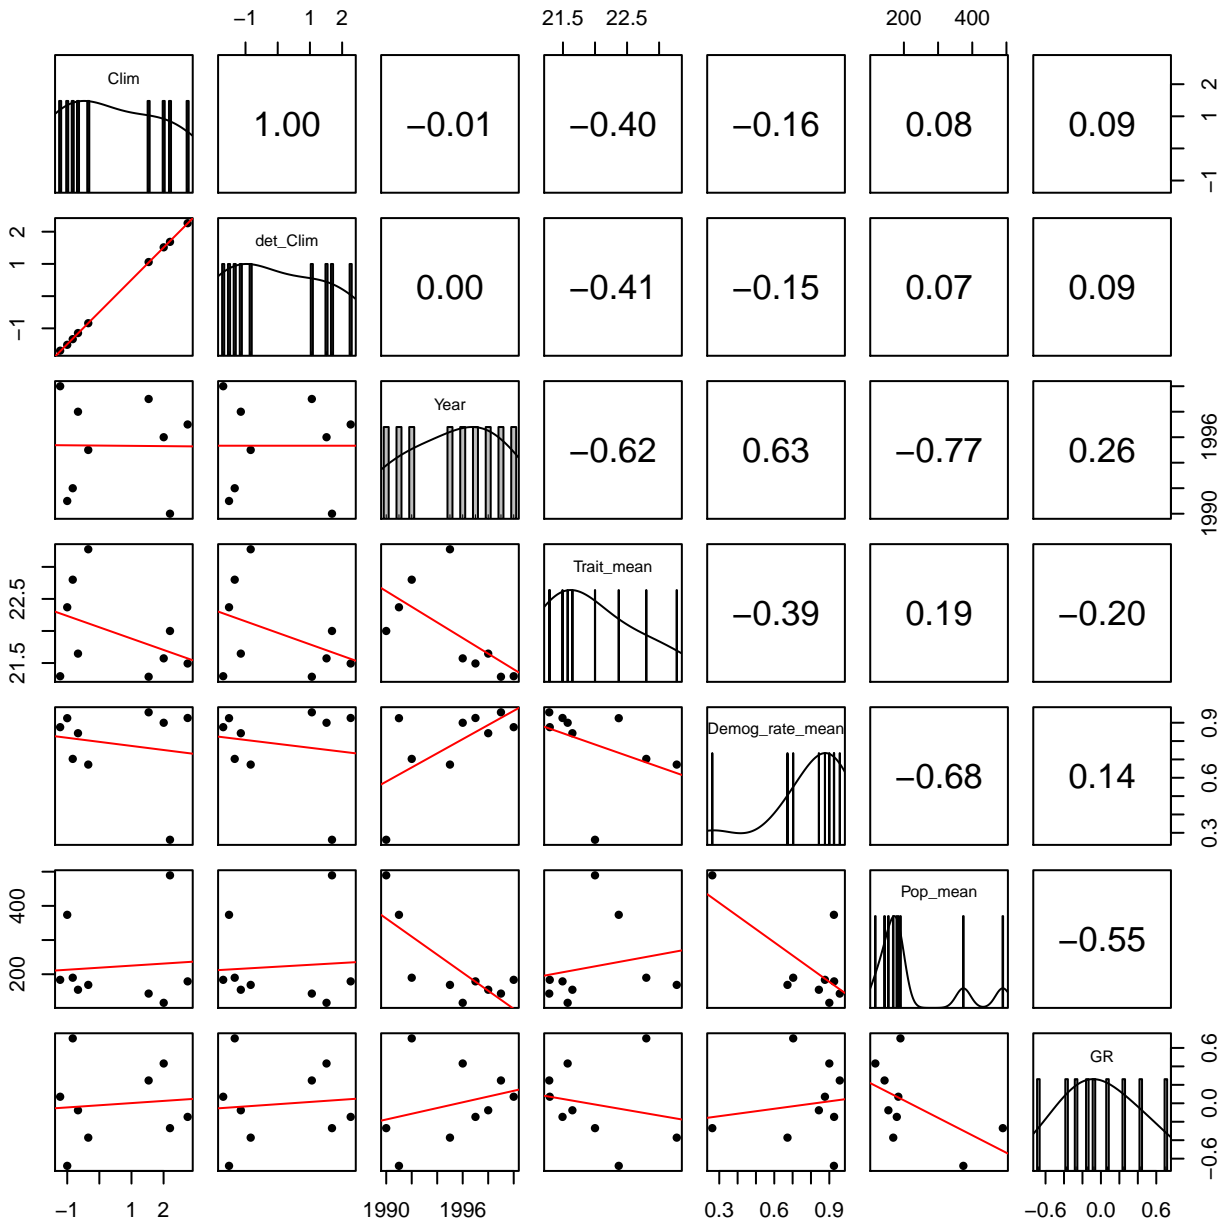 −1 1 2 21.5 22.5 200 400
Clim
1.00 −0.01 −0.40 −0.16 0.08 0.09
−1 1 2
−1 1 2
det_Clim
0.00 −0.41 −0.15 0.07 0.09
Year
−0.62 0.63 −0.77 0.26
1990 1996
21.5 22.5
Trait_mean
−0.39 0.19 −0.20
Demog_rate_mean
−0.68 0.14
0.3 0.6 0.9
200 400
Pop_mean
−0.55
GR
−0.6 0.0 0.6
−1 1 2 1990 1996 0.3 0.6 0.9 −0.6 0.0 0.6